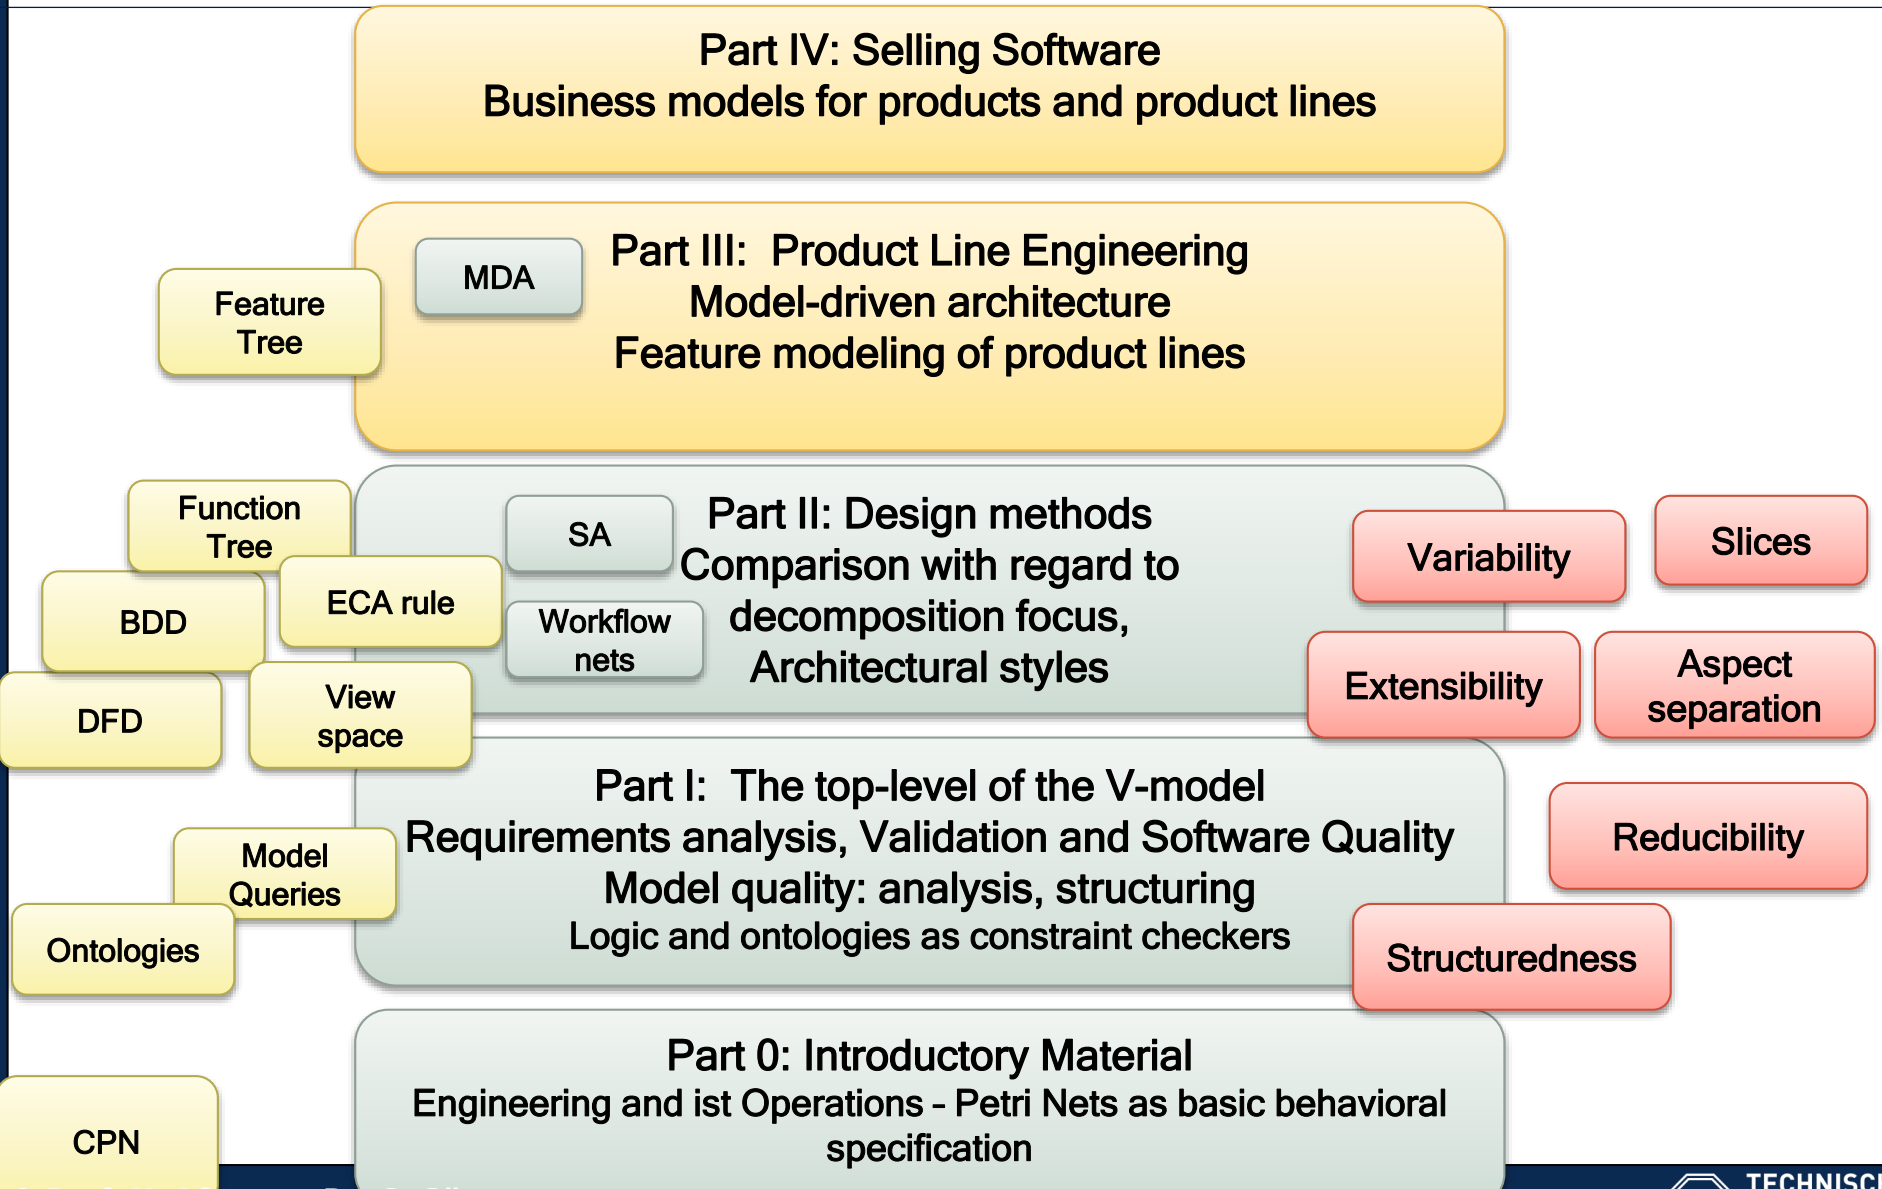 Part IV: Selling Software
Business models for products and product lines
MDA
Part III: Product Line Engineering
Model-driven architecture
Feature modeling of product lines
Feature
Tree
Function
Tree
SA
Part II: Design methods
Comparison with regard to
decomposition focus,
Architectural styles
ECA rule
BDD
Workflow
nets
View
space
DFD
Variability
Slices
Extensibility
Aspect
separation
Part I: The top-level of the V-model
Requirements analysis, Validation and Software Quality
Model quality: analysis, structuring
Logic and ontologies as constraint checkers
Model
Queries
Ontologies
Reducibility
Structuredness
Part 0: Introductory Material
Engineering and ist Operations – Petri Nets as basic behavioral
specification
CPN